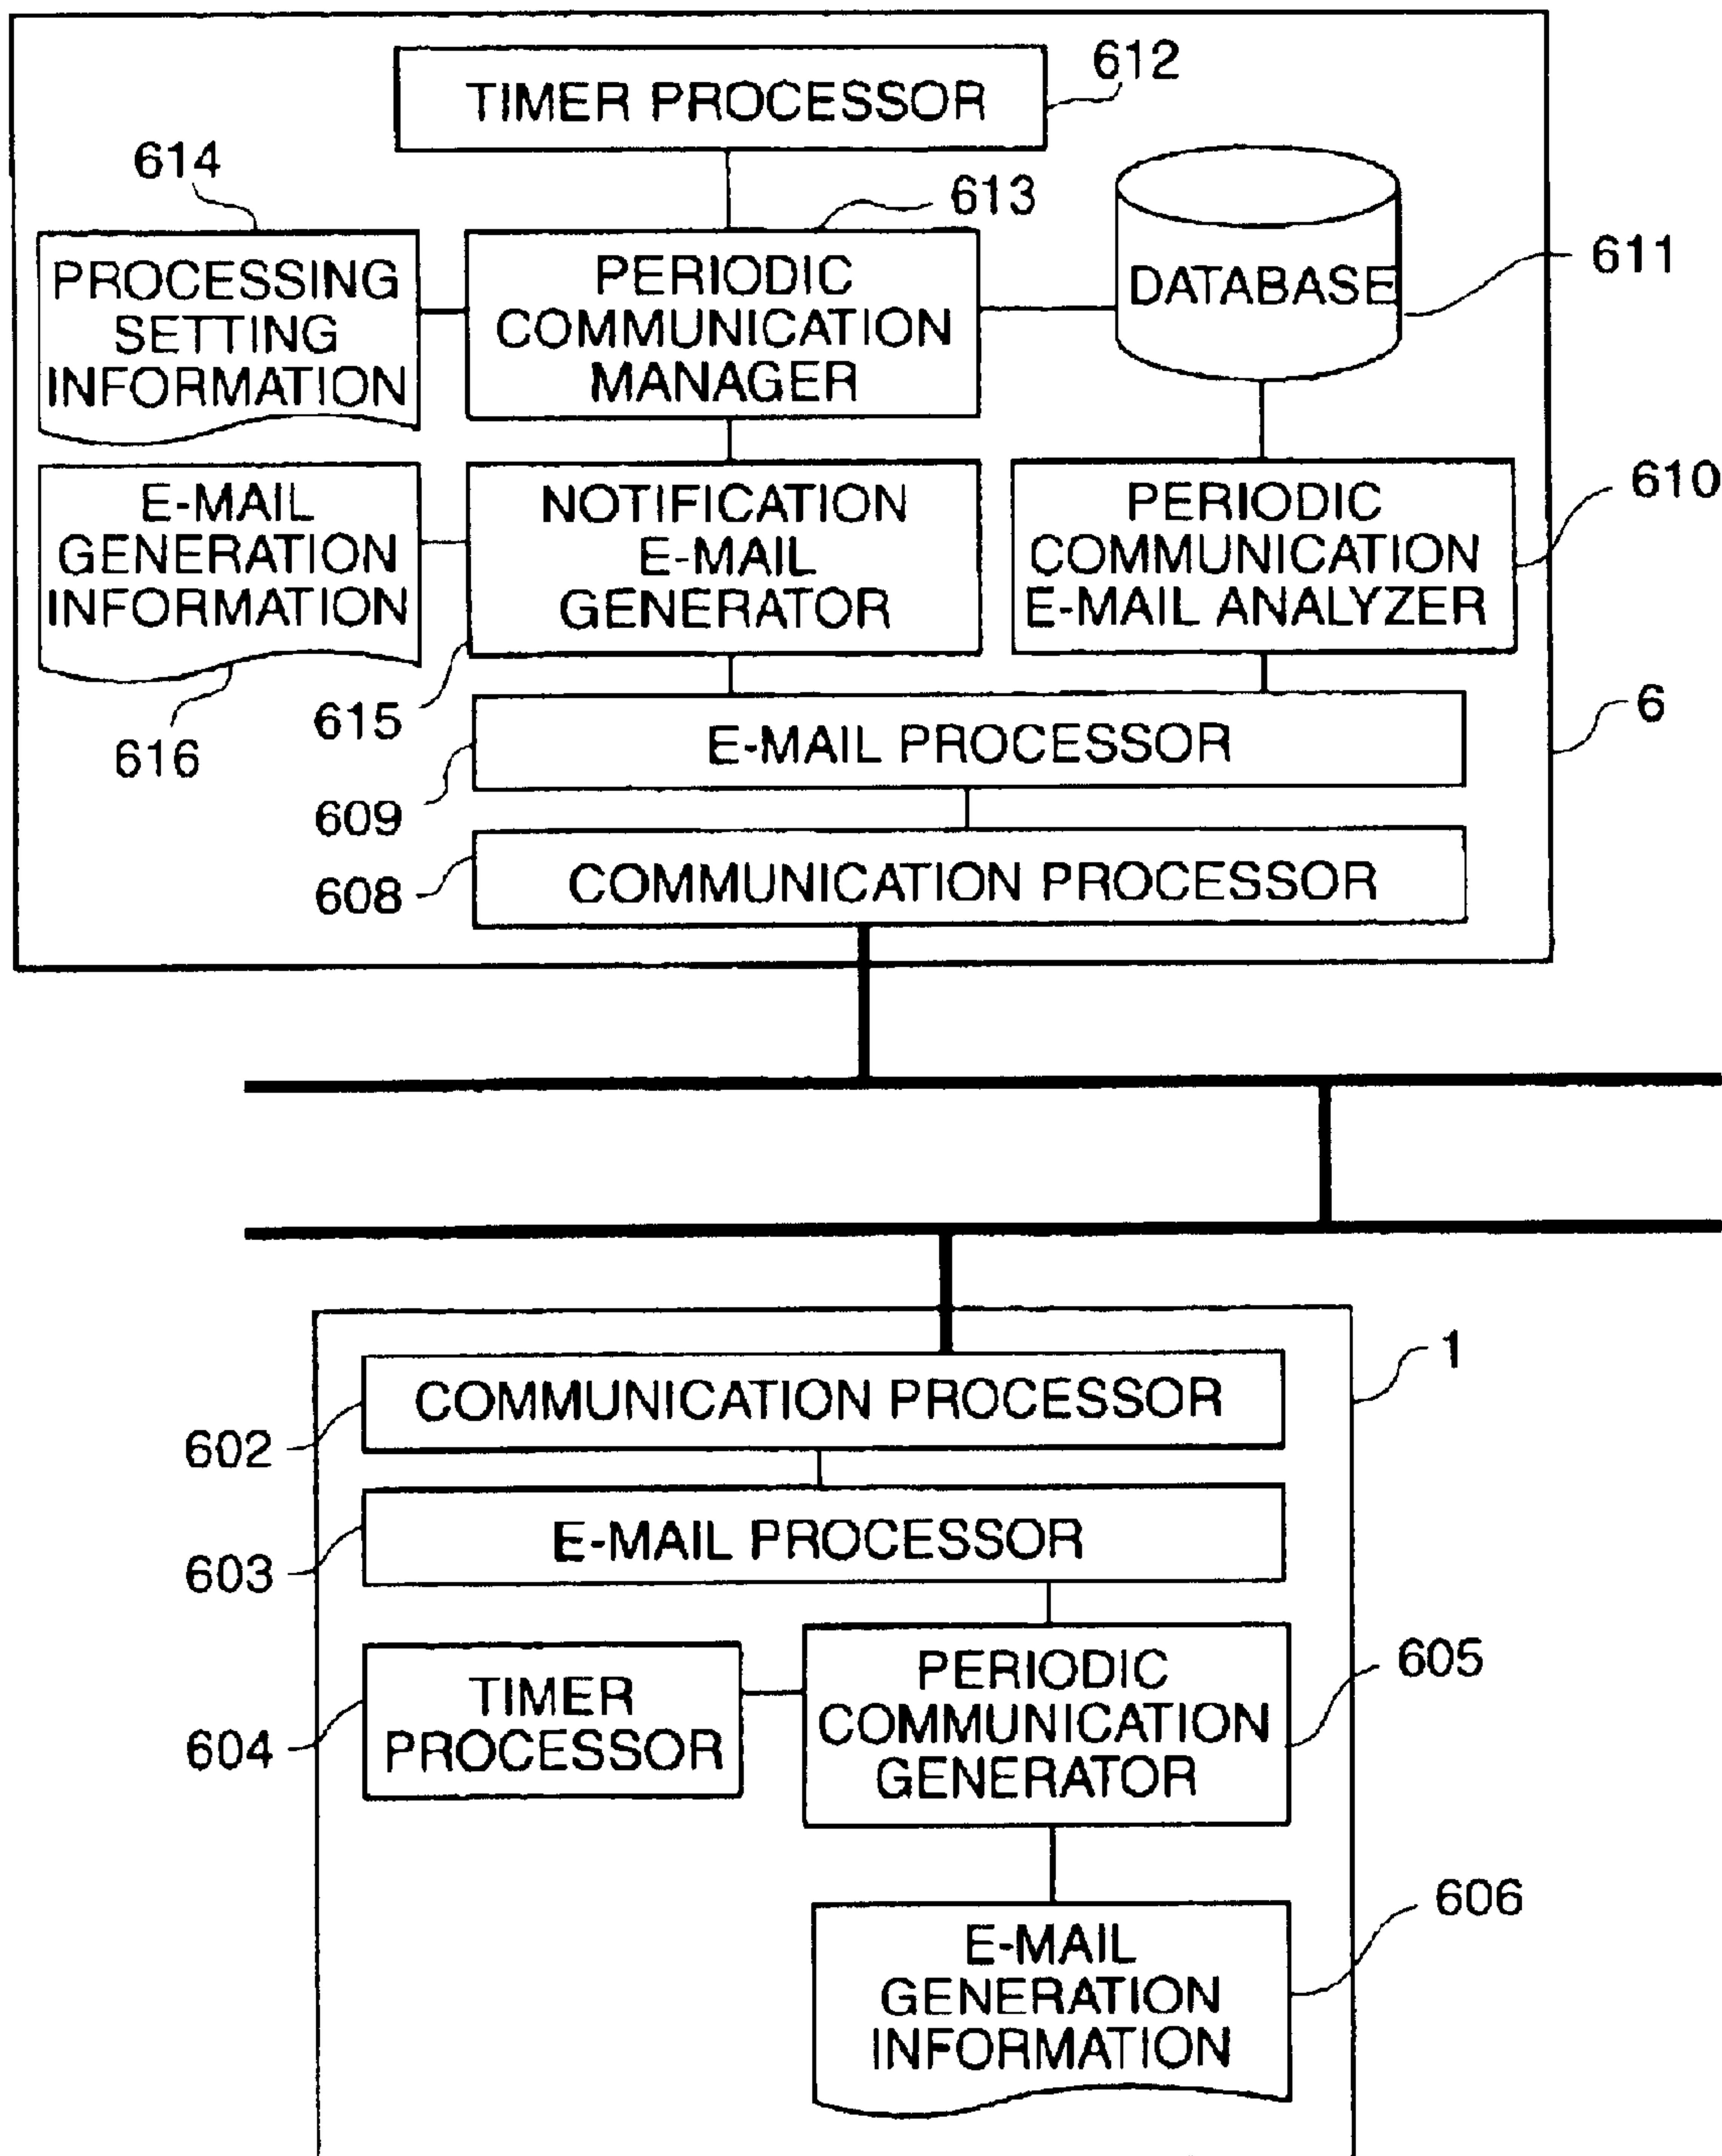 TIMER PROCESSOR
612
614
613
PROCESSING
SETTING
INFORMATION
PERIODIC
COMMUNICATION
MANAGER
DATABASE
611
E-MAIL
GENERATION
INFORMATION
NOTIFICATION
E-MAIL
GENERATOR
PERIODIC
COMMUNICATION
E-MAIL ANALYZER
610
616
615
E-MAIL PROCESSOR
6
609
COMMUNICATION PROCESSOR
608
1
COMMUNICATION PROCESSOR
602
E-MAIL PROCESSOR
603
TIMER
PROCESSOR
604
PERIODIC
COMMUNICATION
GENERATOR
605
E-MAIL
GENERATION
INFORMATION
606